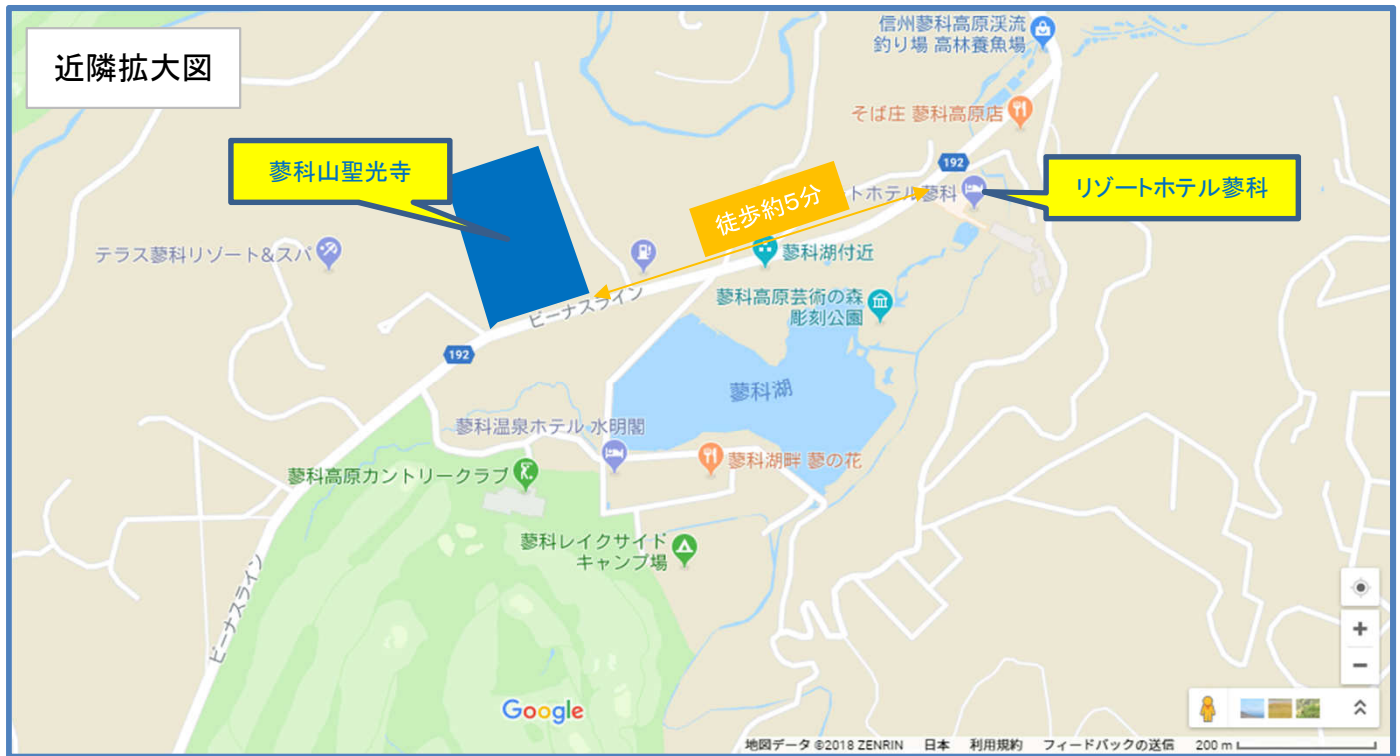 近隣拡大図
信州蓼科高原渓流
釣り場 高林養魚場
そば庄 蓼科高原店
192
蓼科山聖光寺
リゾートホテル蓼科
トホテル蓼科
徒歩約5分
テラス蓼科リゾート&スパ
蓼科湖付近
ビーナスライン
蓼科高原芸術の森
彫刻公園
192
蓼科湖
蓼科温泉ホテル 水明閣
蓼科湖畔 蓼の花
蓼科高原カントリークラブ
蓼科レイクサイド
キャンプ場
ビーナスライン
Google
地図データ ©2018 ZENRIN 日本 利用規約 フィードバックの送信 200 m